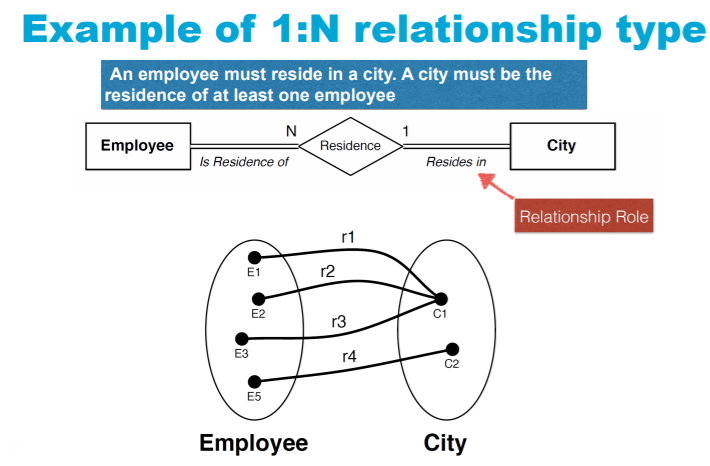 Example of 1:N relationship type
An employee must reside in a city. A city must be the
residence of at least one employee
Employee
N
Residence
1
City
Is Residence of
Resides in
Relationship Role
r1
E1
r2
E2
C1
r3
E3
r4
C2
E5
Employee
City